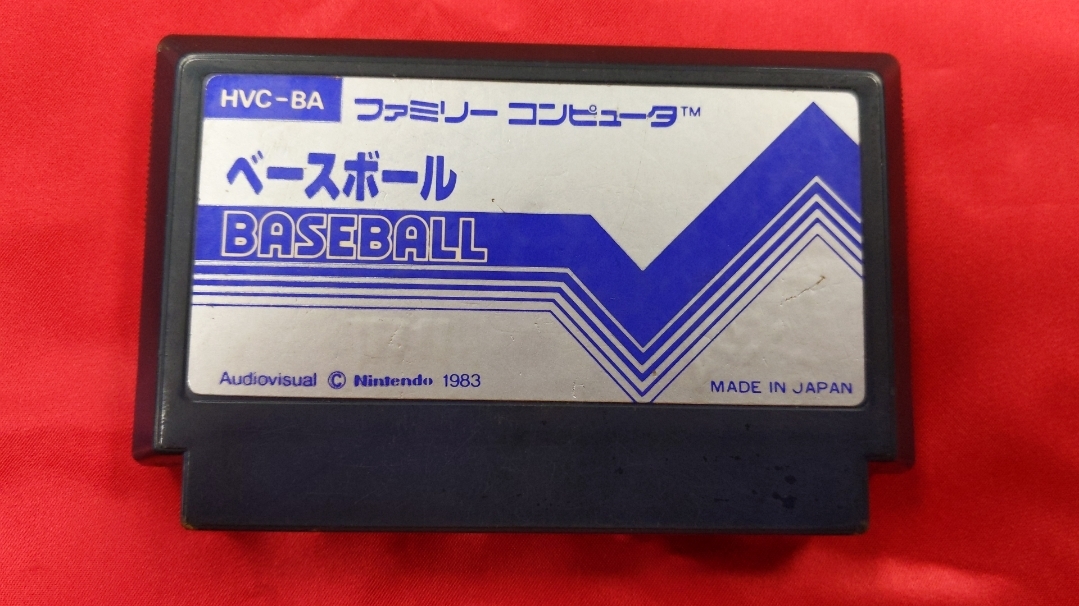 HVC-BA
ファミリー コンピュータ™
ベースボール
BASEBALL
Audiovisual © Nintendo 1983
MADE IN JAPAN